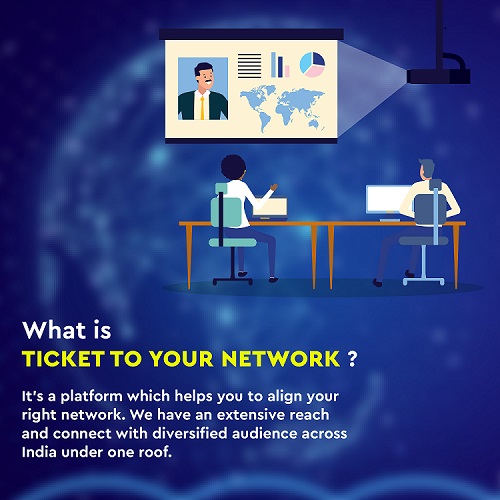 What is
TICKET TO YOUR NETWORK ?
It's a platform which helps you to align your
right network. We have an extensive reach
and connect with diversified audience across
India under one roof.